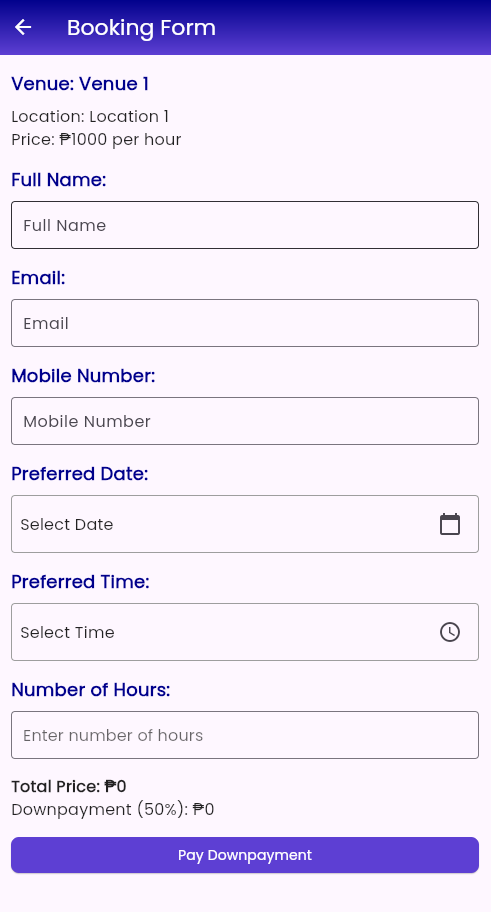 Booking Form
Venue: Venue 1
Location: Location 1
Price: ₱1000 per hour
Full Name:
Full Name
Email:
Email
Mobile Number:
Mobile Number
Preferred Date:
Select Date
Preferred Time:
Select Time
Number of Hours:
Enter number of hours
Total Price: ₱0
Downpayment (50%): ₱0
Pay Downpayment